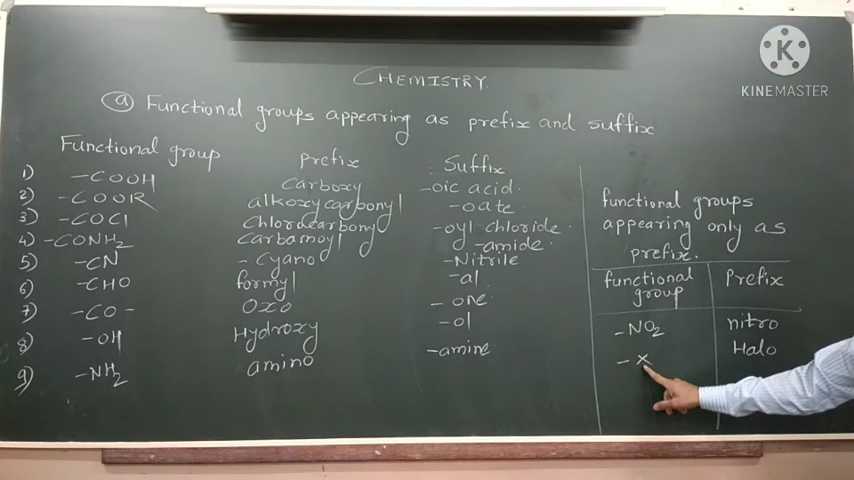 K
KINEMASTER
CHEMISTRY.
a) Functional groups appearing as prefix and suffix
Functional group Prefix Suffix
1) -COOH Carboxy -oic acid.
2) -COOR alkoxycarbonyl -oate
3) -COCl Chlorocarbonyl -oyl chloride.
4) -CONH2 Carbamoyl -amide.
5) -CN -Cyano -Nitrile
6) -CHO formyl -al
7) -CO- Oxo -one
8) -OH Hydroxy -ol
9) -NH2 amino -amine
functional groups
appearing only as
prefix.
functional group Prefix
-NO2 nitro
-X Halo